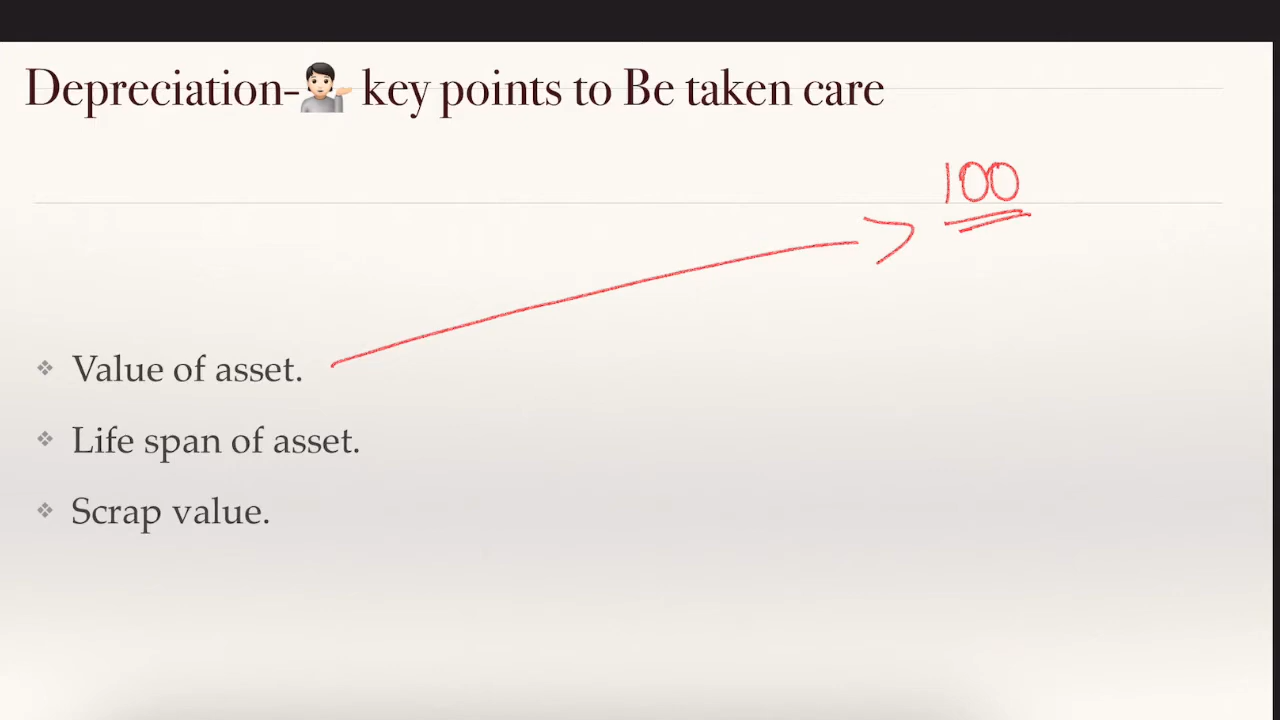 Depreciation-💁🏻 key points to Be taken care
100
Value of asset.
Life span of asset.
Scrap value.